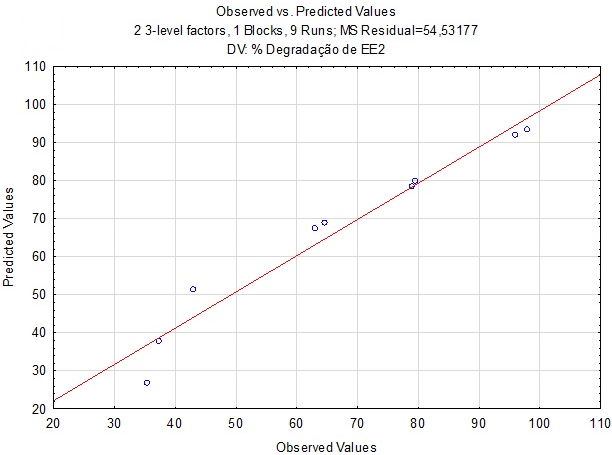 Observed vs. Predicted Values
2 3-level factors, 1 Blocks, 9 Runs; MS Residual=54,53177
DV: % Degradação de EE2
110
100
90
80
70
60
50
40
30
20
Predicted Values
20 30 40 50 60 70 80 90 100 110
Observed Values